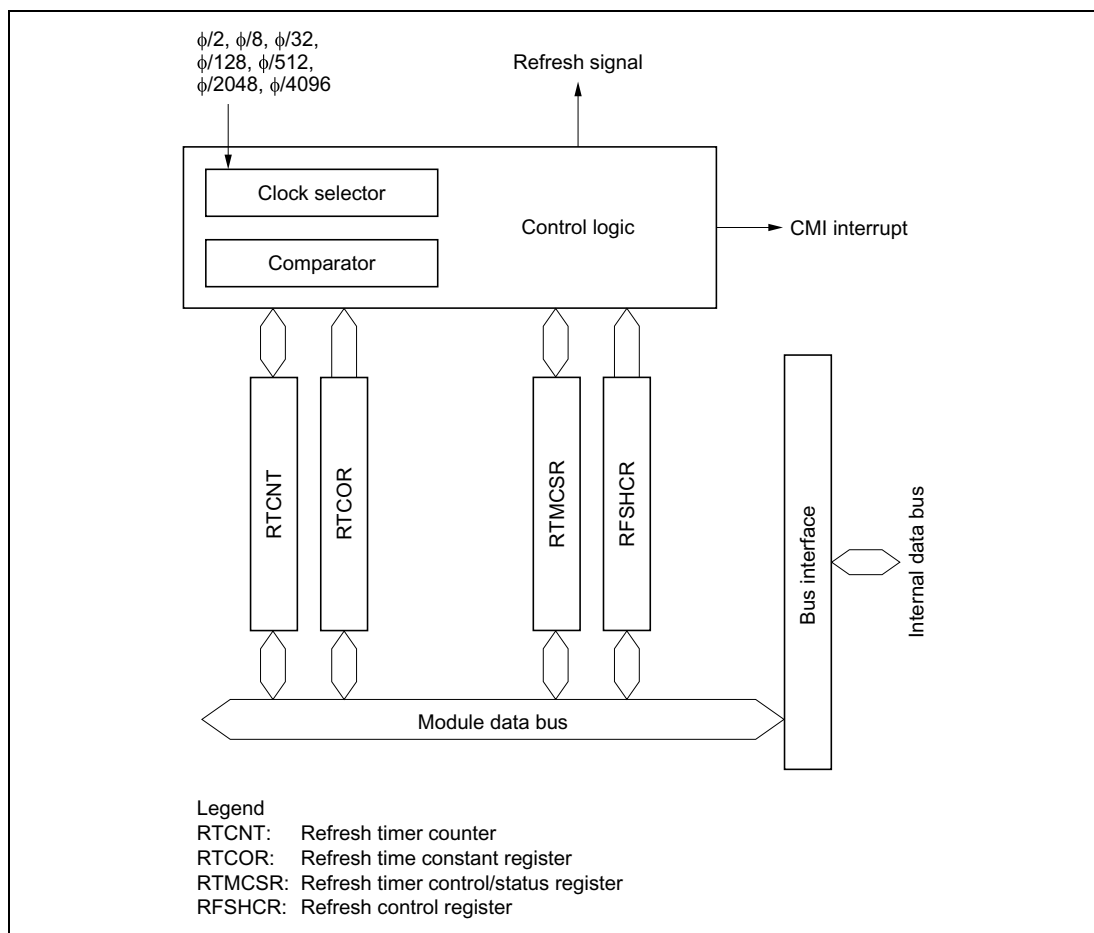 ϕ/2, ϕ/8, ϕ/32,
ϕ/128, ϕ/512,
ϕ/2048, ϕ/4096
Refresh signal
Clock selector
Control logic
Comparator
CMI interrupt
RTCNT
RTCOR
RTMCSR
RFSHCR
Bus interface
Internal data bus
Module data bus
Legend
RTCNT: Refresh timer counter
RTCOR: Refresh time constant register
RTMCSR: Refresh timer control/status register
RFSHCR: Refresh control register